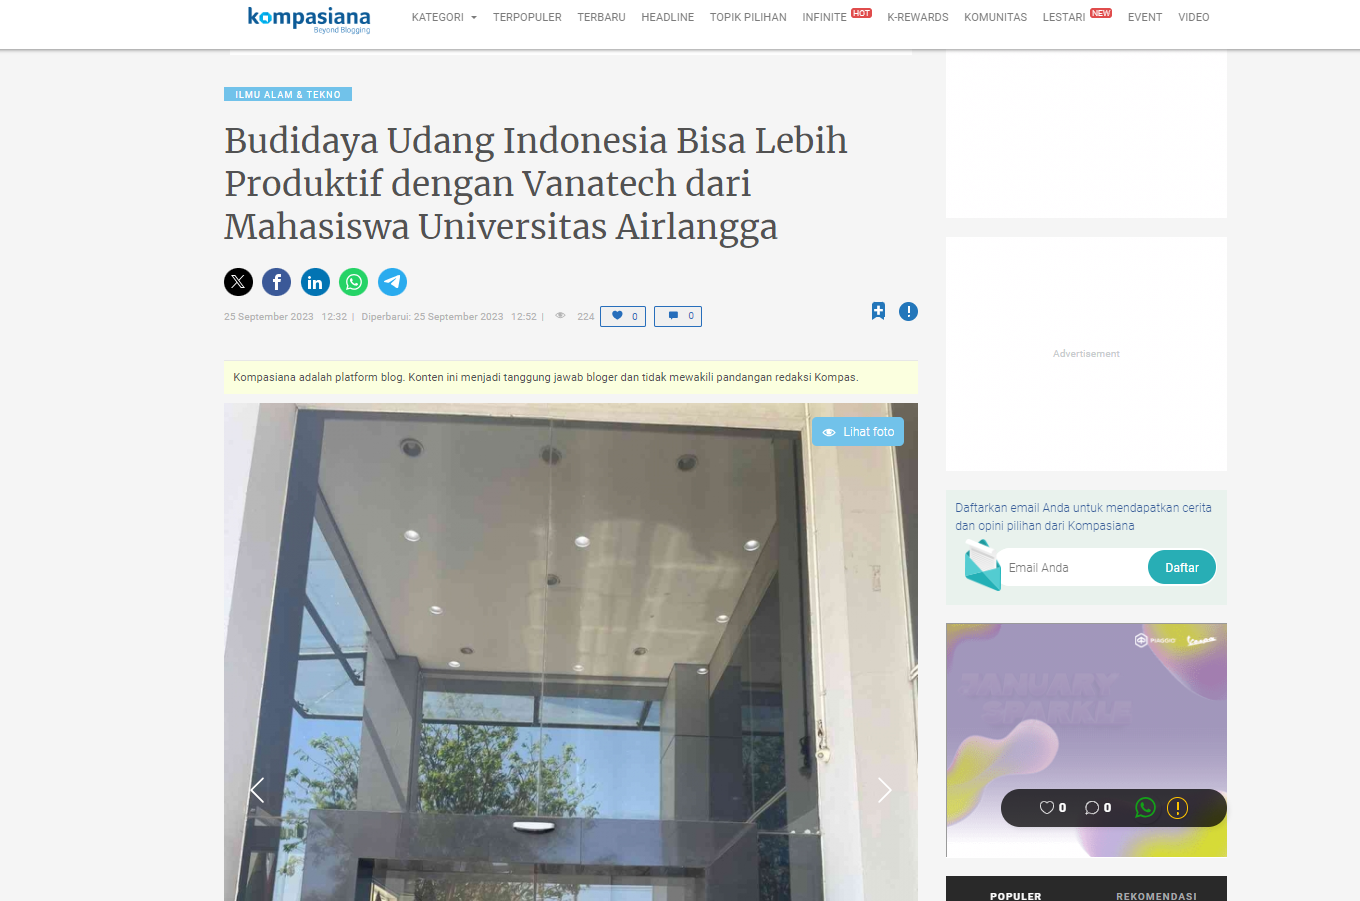 kompasiana
Beyond Blogging
KATEGORI TERPOPULER TERBARU HEADLINE TOPIK PILIHAN INFINITE HOT K-REWARDS KOMUNITAS LESTARI NEW EVENT VIDEO
ILMU ALAM & TEKNO
Budidaya Udang Indonesia Bisa Lebih
Produktif dengan Vanatech dari
Mahasiswa Universitas Airlangga
25 September 2023 12:32 | Diperbarui: 25 September 2023 12:52 | 224 0 0
Kompasiana adalah platform blog. Konten ini menjadi tanggung jawab bloger dan tidak mewakili pandangan redaksi Kompas.
Lihat foto
Advertisement
Daftarkan email Anda untuk mendapatkan cerita
dan opini pilihan dari Kompasiana
Email Anda Daftar
PIAGGIO Vespa
JANUARY
SPARKLE
0 0
POPULER REKOMENDASI